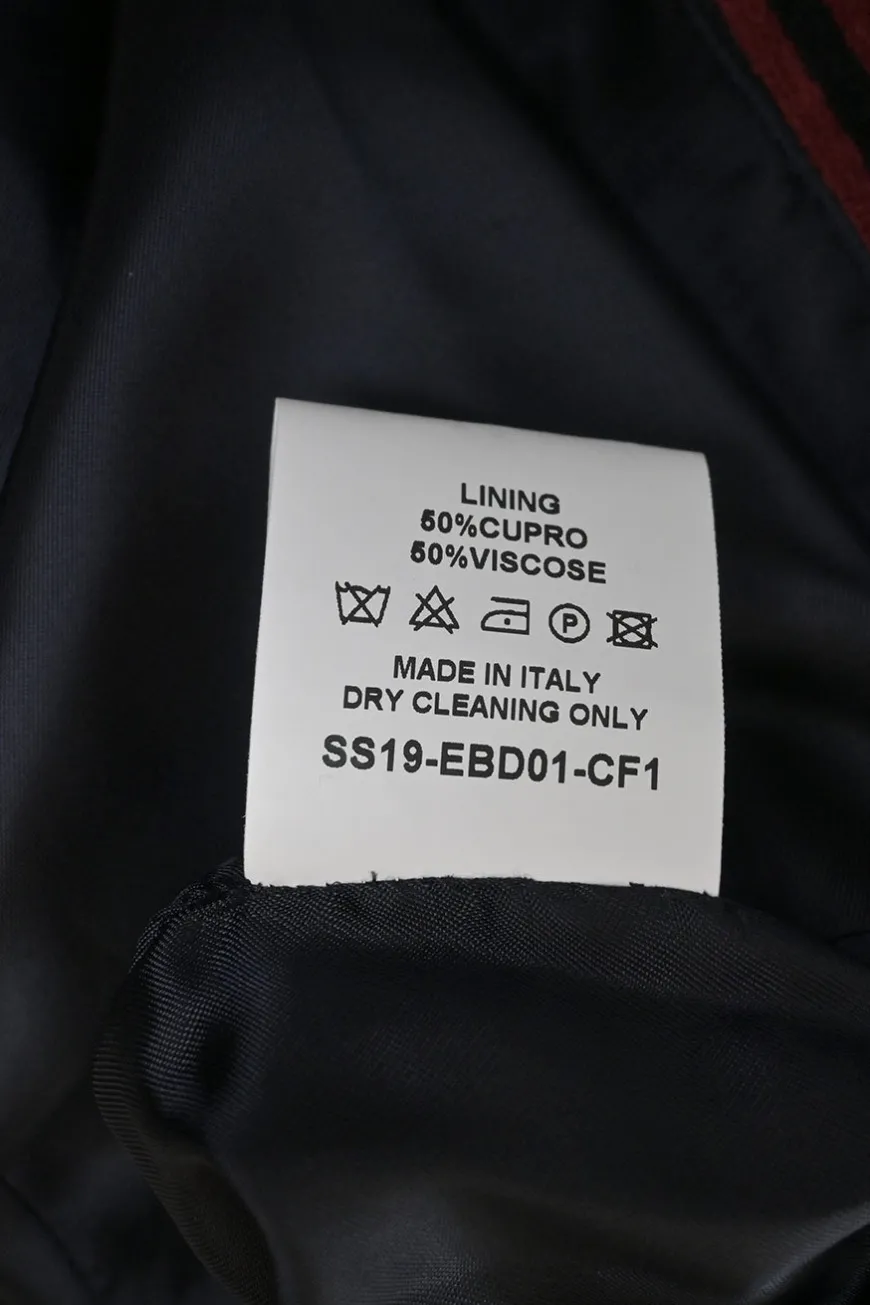 LINING
50%CUPRO
50%VISCOSE
P
MADE IN ITALY
DRY CLEANING ONLY
SS19-EBD01-CF1